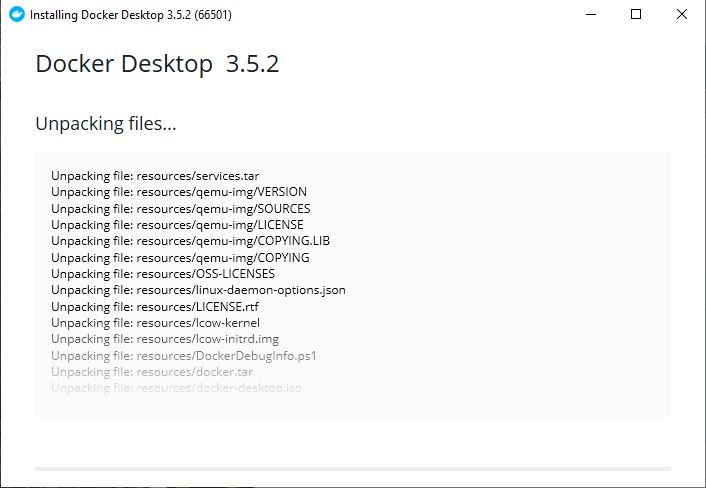 Installing Docker Desktop 3.5.2 (66501)
Docker Desktop 3.5.2
Unpacking files...
Unpacking file: resources/services.tar
Unpacking file: resources/qemu-img/VERSION
Unpacking file: resources/qemu-img/SOURCES
Unpacking file: resources/qemu-img/LICENSE
Unpacking file: resources/qemu-img/COPYING.LIB
Unpacking file: resources/qemu-img/COPYING
Unpacking file: resources/OSS-LICENSES
Unpacking file: resources/linux-daemon-options.json
Unpacking file: resources/LICENSE.rtf
Unpacking file: resources/lcow-kernel
Unpacking file: resources/lcow-initrd.img
Unpacking file: resources/DockerDebugInfo.ps1
Unpacking file: resources/docker.tar
Unpacking file: resources/docker-desktop.iso